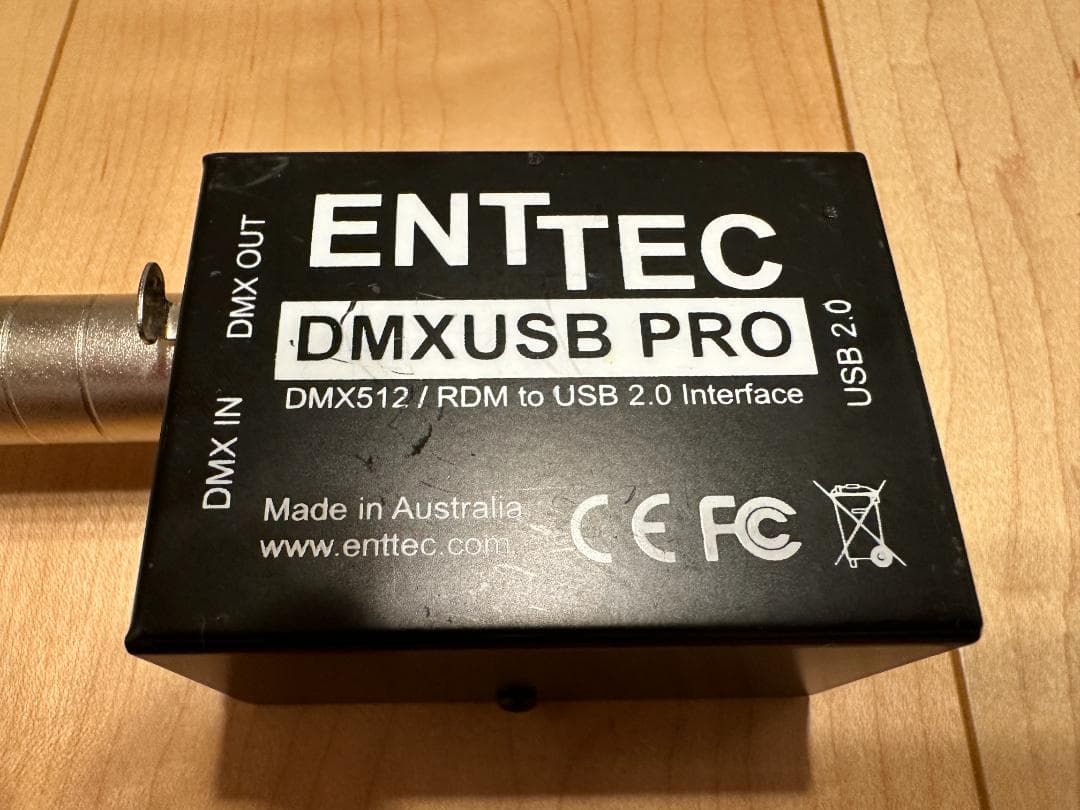 ENTTEC
DMXUSB PRO
DMX512 / RDM to USB 2.0 Interface
DMX OUT
DMX IN
USB 2.0
Made in Australia
www.enttec.com
CE FC